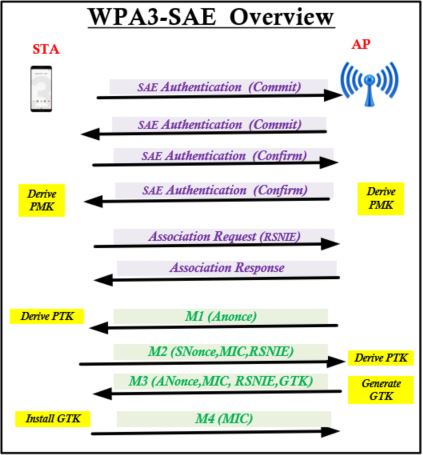 WPA3-SAE Overview
STA
AP
SAE Authentication (Commit)
SAE Authentication (Commit)
SAE Authentication (Confirm)
SAE Authentication (Confirm)
Derive
PMK
Derive
PMK
Association Request (RSNIE)
Association Response
Derive PTK
M1 (Anonce)
M2 (SNonce,MIC,RSNIE)
Derive PTK
M3 (ANonce,MIC, RSNIE,GTK)
Generate
GTK
Install GTK
M4 (MIC)